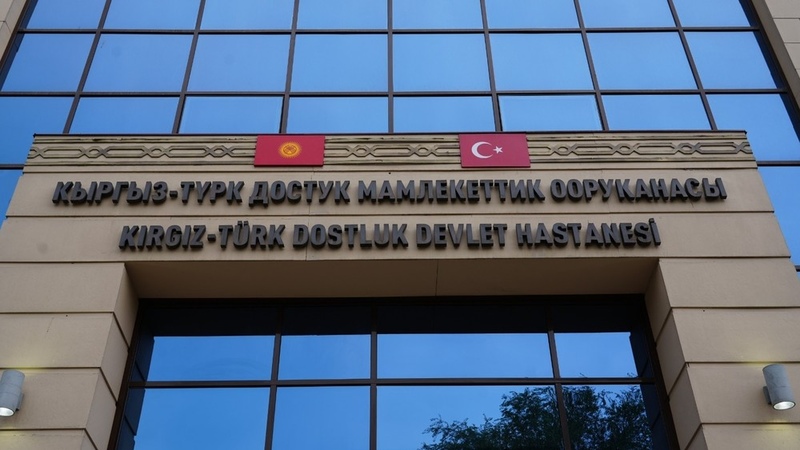 КЫРГЫЗ-ТҮРК ДОСТУК МАМЛЕКЕТТИК ООРУКАНАСЫ
KIRGIZ-TÜRK DOSTLUK DEVLET HASTANESİ